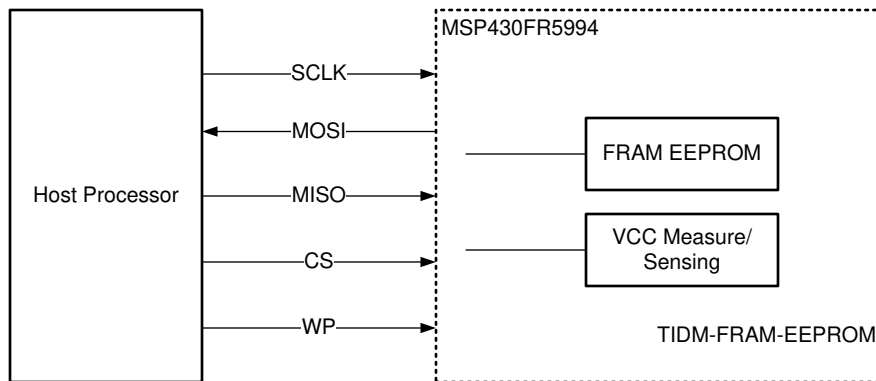 MSP430FR5994
SCLK
MOSI
FRAM EEPROM
Host Processor
MISO
VCC Measure/
Sensing
CS
WP
TIDM-FRAM-EEPROM